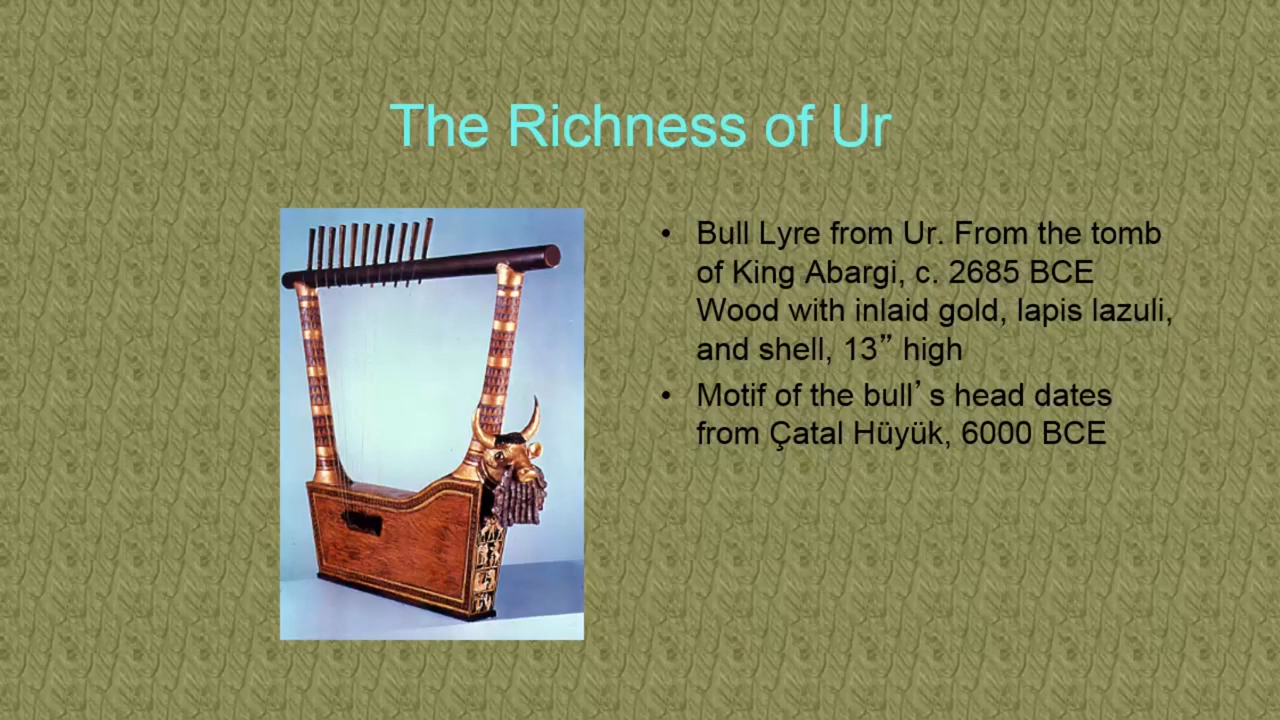 The Richness of Ur
• Bull Lyre from Ur. From the tomb
of King Abargi, c. 2685 BCE
Wood with inlaid gold, lapis lazuli,
and shell, 13” high
• Motif of the bull’s head dates
from Çatal Hüyük, 6000 BCE